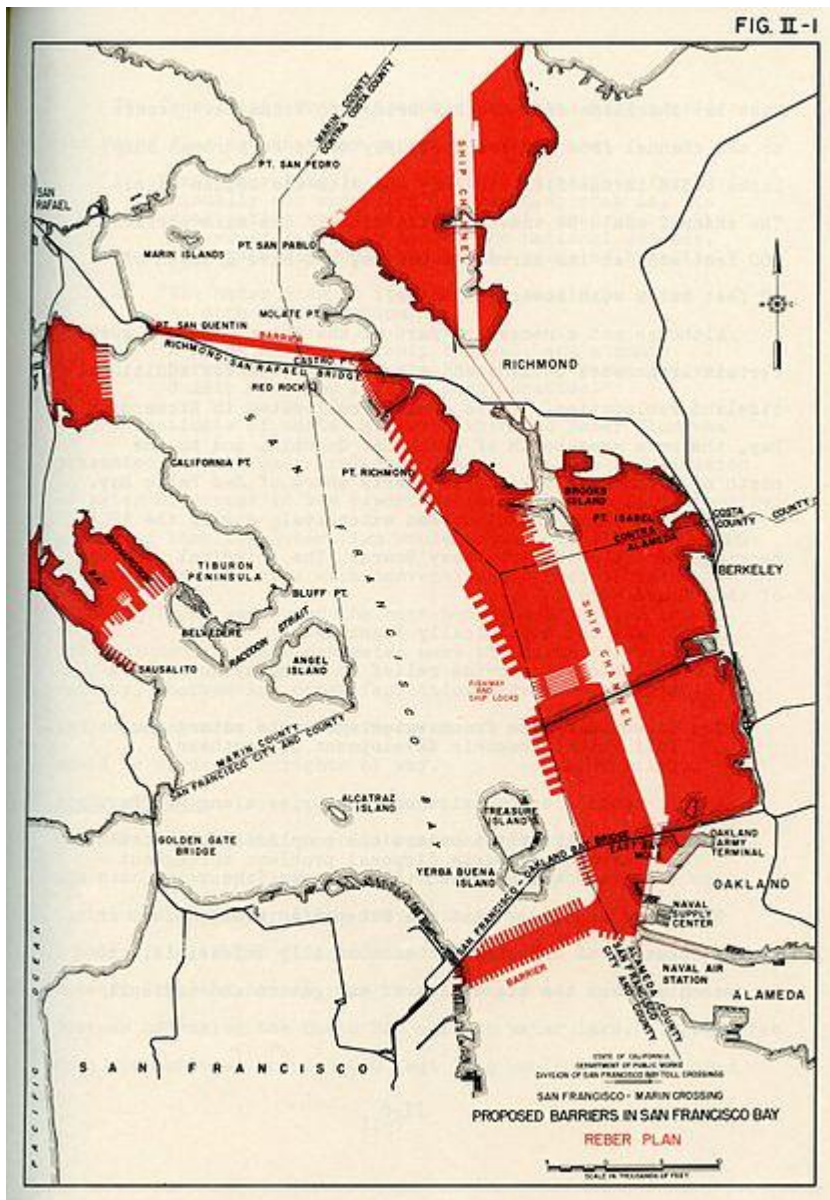 FIG. II-1
MARIN COUNTY
CONTRA COSTA COUNTY
SHIP CHANNEL
PT. SAN PEDRO
SAN
RAFAEL
MARIN ISLANDS
PT. SAN PABLO
MOLATE PT.
PT. SAN QUENTIN
BARRIER
CASTRO PT.
RICHMOND-SAN RAFAEL BRIDGE
RED ROCK
RICHMOND
CALIFORNIA PT.
PT. RICHMOND
BROOKS
ISLAND
PT. ISABEL
CONTRA
COSTA
COUNTY
ALAMEDA
COUNTY
BERKELEY
RICHARDSON
BAY
TIBURON
PENINSULA
BLUFF PT.
BELVEDERE
RACCOON STRAIT
SAUSALITO
ANGEL
ISLAND
SAN FRANCISCO BAY
SHIP CHANNEL
FISHWAY
AND
SHIP LOCKS
MARIN COUNTY
SAN FRANCISCO CITY AND COUNTY
ALCATRAZ
ISLAND
TREASURE
ISLAND
GOLDEN GATE
BRIDGE
YERBA BUENA
ISLAND
SAN FRANCISCO - OAKLAND BAY BRIDGE
EAST BAY
MOLE
OAKLAND
ARMY
TERMINAL
OAKLAND
NAVAL
SUPPLY
CENTER
NAVAL AIR
STATION
ALAMEDA
BARRIER
ALAMEDA COUNTY
SAN FRANCISCO
CITY AND COUNTY
PACIFIC OCEAN
SAN FRANCISCO
STATE OF CALIFORNIA
DEPARTMENT OF PUBLIC WORKS
DIVISION OF SAN FRANCISCO BAY TOLL CROSSINGS
SAN FRANCISCO - MARIN CROSSING
PROPOSED BARRIERS IN SAN FRANCISCO BAY
REBER PLAN
SCALE IN THOUSANDS OF FEET